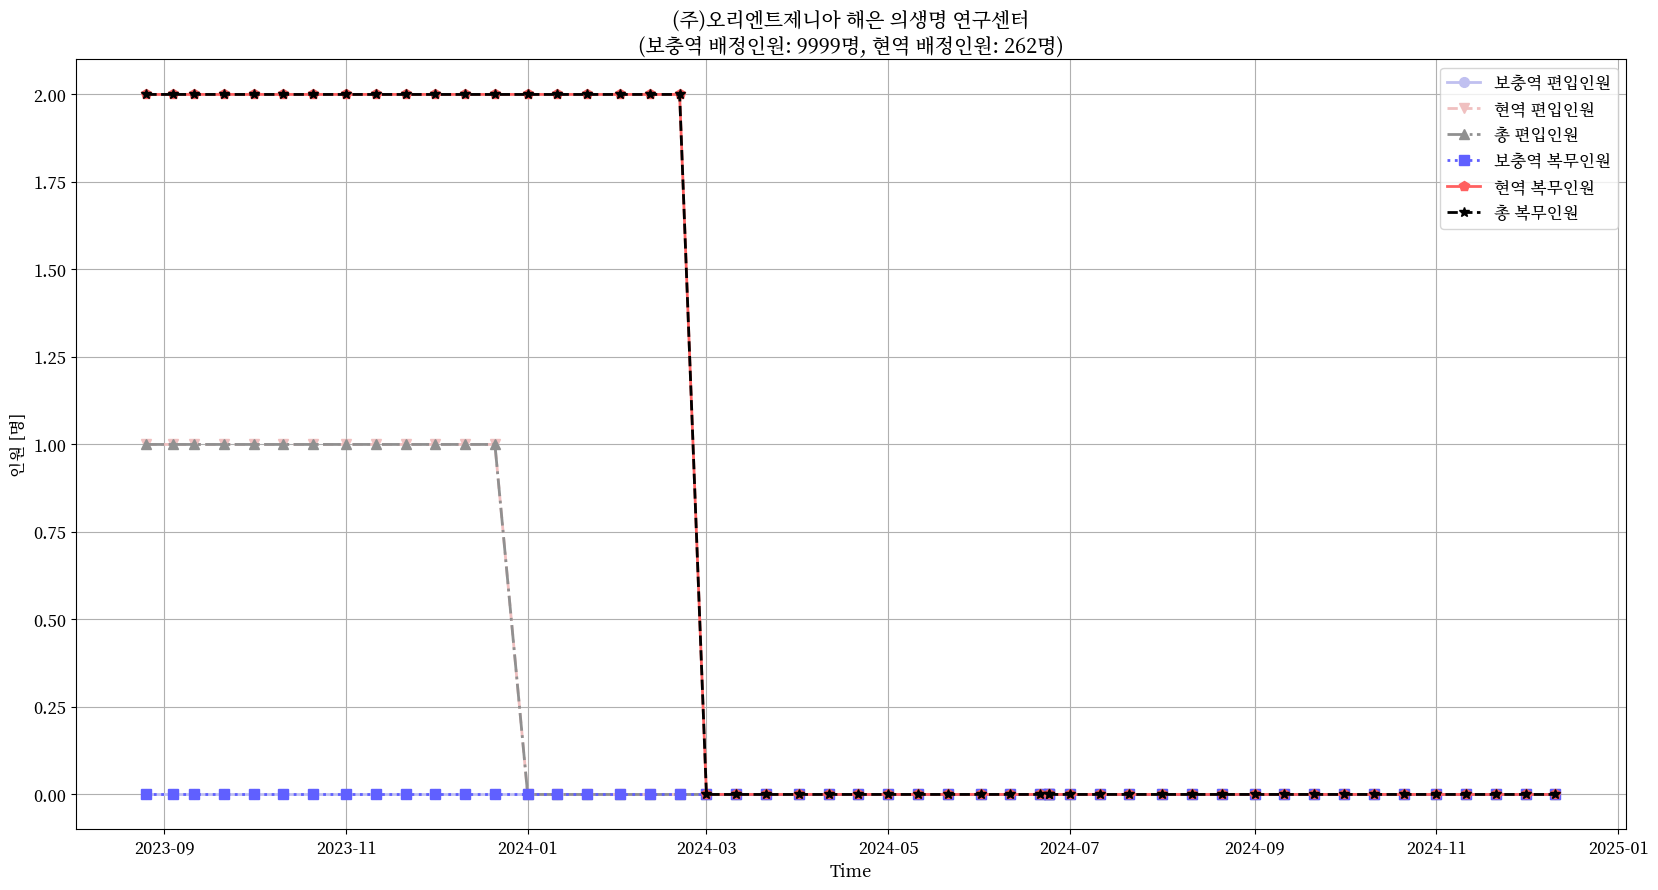 (주)오리엔트제니아 해은 의생명 연구센터
(보충역 배정인원: 9999명, 현역 배정인원: 262명)
보충역 편입인원
현역 편입인원
총 편입인원
보충역 복무인원
현역 복무인원
총 복무인원
2.00
1.75
1.50
1.25
1.00
0.75
0.50
0.25
0.00
인원 [명]
2023-09 2023-11 2024-01 2024-03 2024-05 2024-07 2024-09 2024-11 2025-01
Time